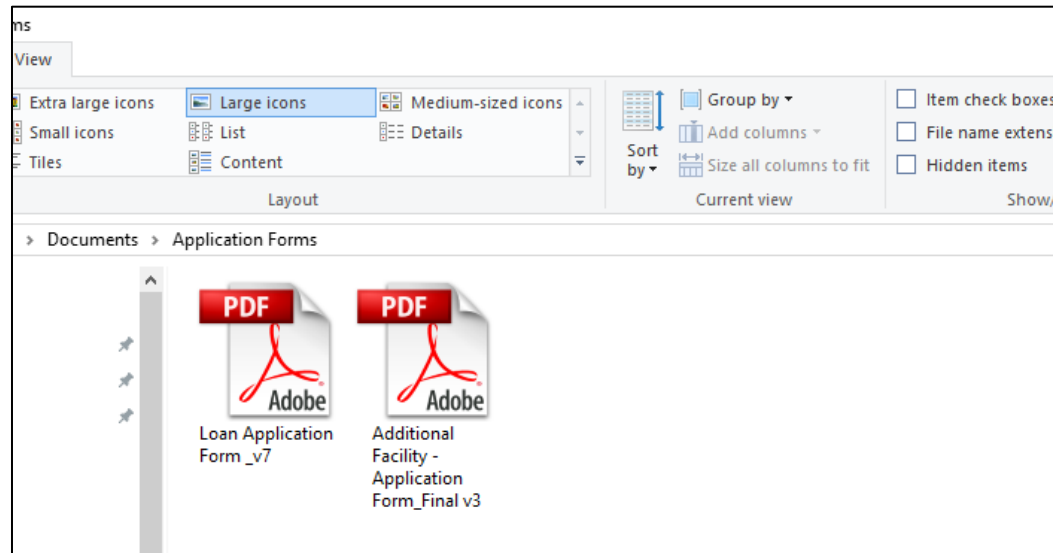 ms
View
Extra large icons
Large icons
Medium-sized icons
Small icons
List
Details
Tiles
Content
Layout
Sort
by
Group by
Add columns
Size all columns to fit
Current view
Item check boxes
File name extens
Hidden items
Show/
> Documents > Application Forms
PDF
Adobe
Loan Application
Form _v7
PDF
Adobe
Additional
Facility -
Application
Form_Final v3